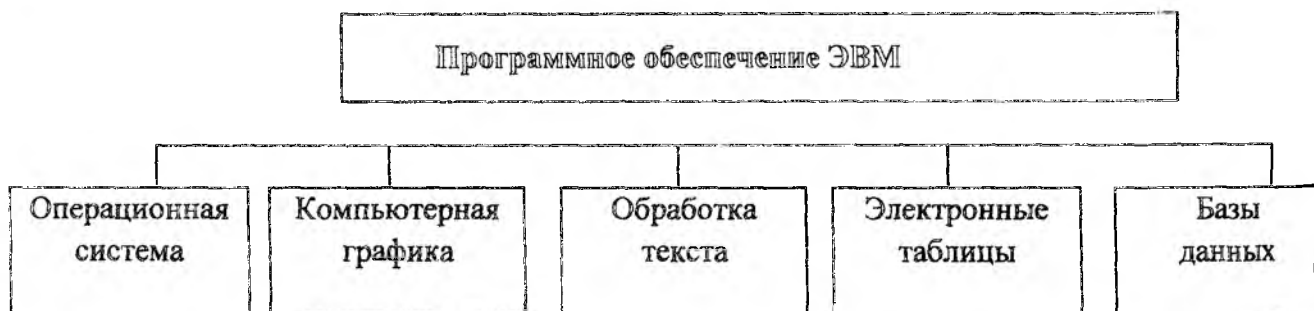 Программное обеспечение ЭВМ
Операционная
система
Компьютерная
графика
Обработка
текста
Электронные
таблицы
Базы
данных